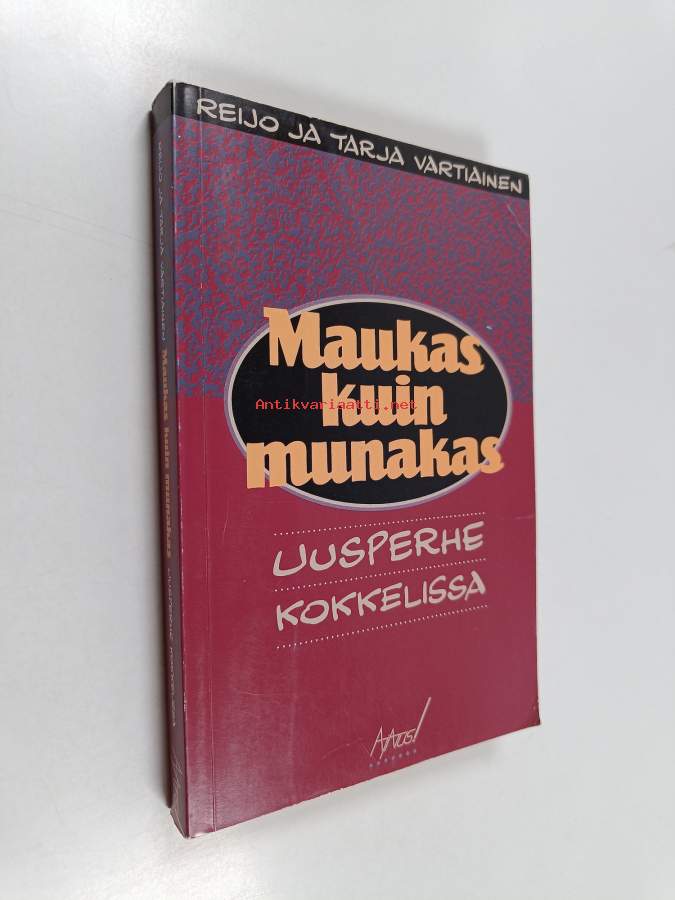 REIJO JA TARJA VARTIAINEN
Maukas
kuin
munakas
Antikvariaatti.net
UUSPERHE
KOKKELISSA
Ajatus!
REIJO JA TARJA VARTIAINEN Maukas kuin munakas UUSPERHE KOKKELISSA